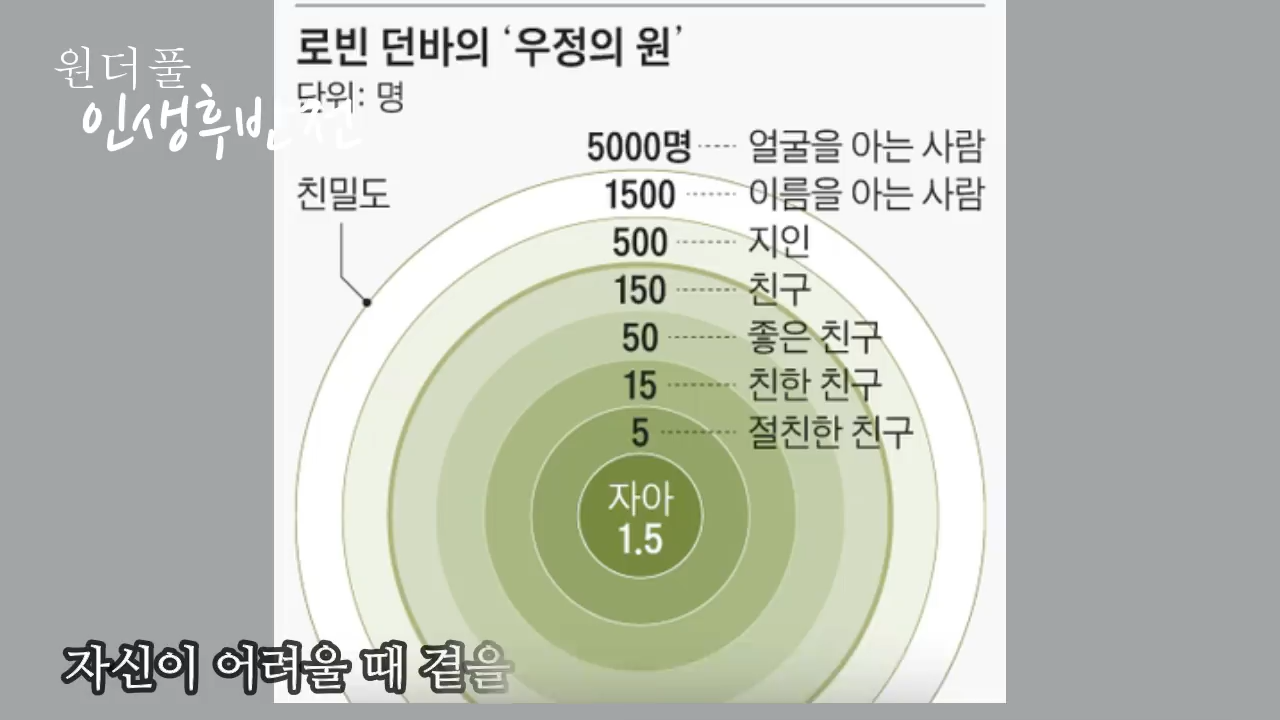 원더풀
인생후반전
로빈 던바의 ‘우정의 원’
단위: 명
5000명 얼굴을 아는 사람
친밀도
1500 이름을 아는 사람
500 지인
150 친구
50 좋은 친구
15 친한 친구
5 절친한 친구
자아
1.5
자신이 어려울 때 곁을